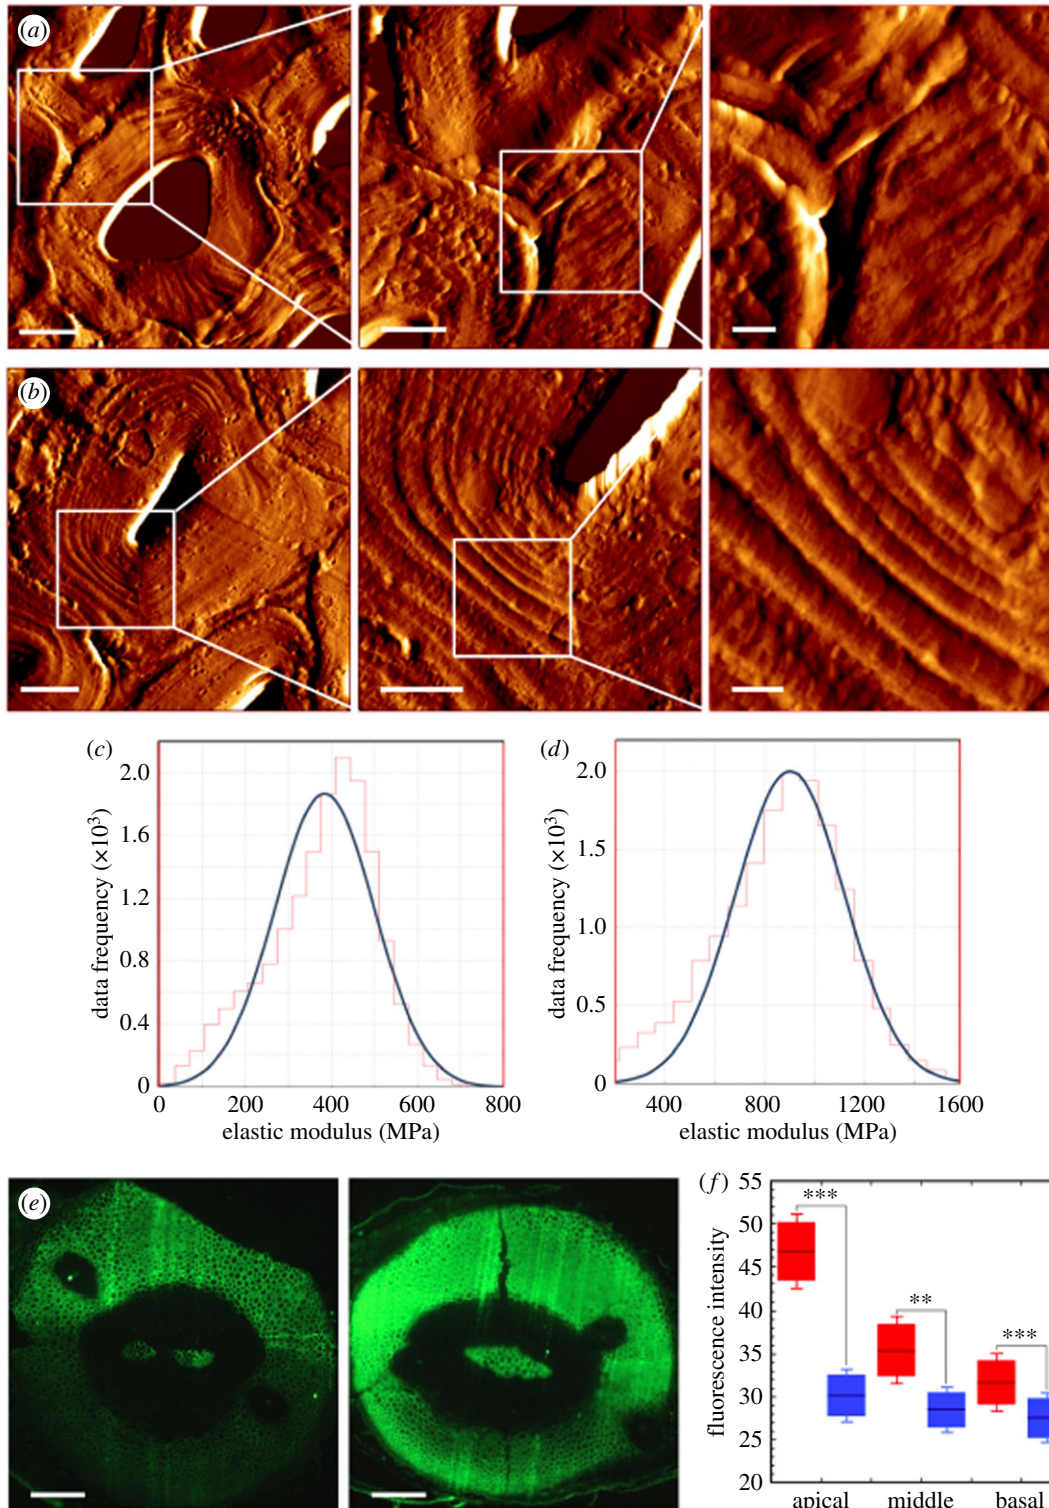 (a)
(b)
(c)
(d)
2.0
1.6
1.2
0.8
0.4
0
data frequency (×10³)
0 200 400 600 800
elastic modulus (MPa)
2.0
1.5
1.0
0.5
0
data frequency (×10³)
400 800 1200 1600
elastic modulus (MPa)
(e)
(f)
55
50
45
40
35
30
25
20
fluorescence intensity
***
**
***
apical middle basal